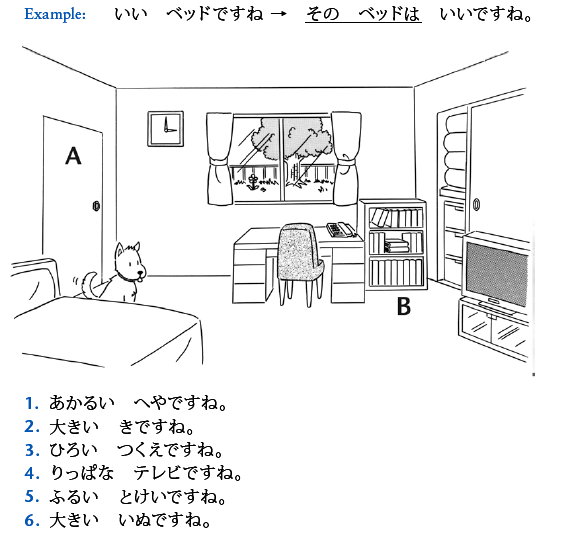 Example: いい ベッドですね → その ベッドは いいですね。
A
B
1. あかるい へやですね。
2. 大きい きですね。
3. ひろい つくえですね。
4. りっぱな テレビですね。
5. ふるい とけいですね。
6. 大きい いぬですね。